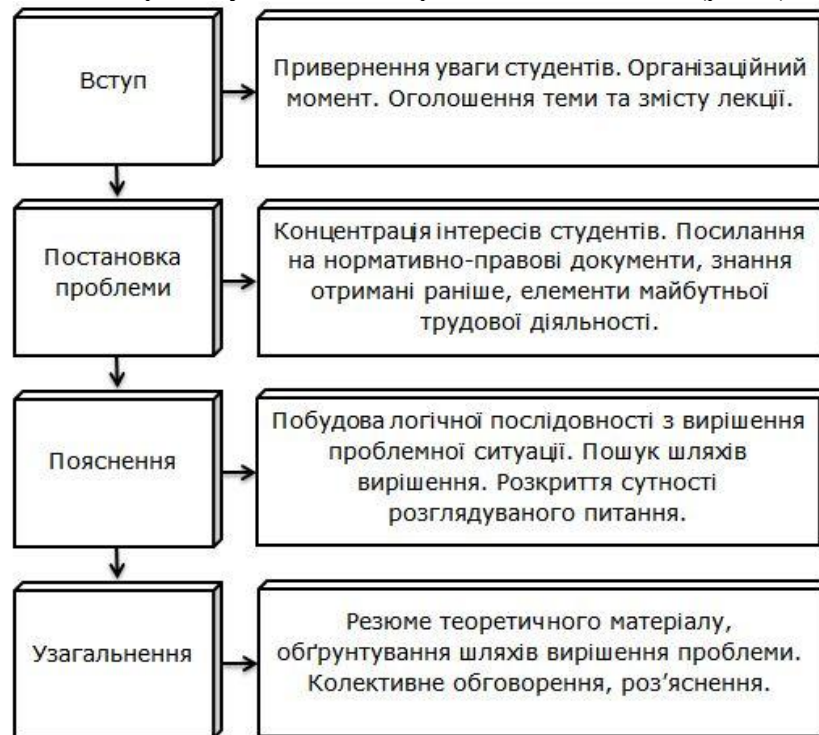 Вступ
Привернення уваги студентів. Організаційний
момент. Оголошення теми та змісту лекції.
Постановка
проблеми
Концентрація інтересів студентів. Посилання
на нормативно-правові документи, знання
отримані раніше, елементи майбутньої
трудової діяльності.
Пояснення
Побудова логічної послідовності з вирішення
проблемної ситуації. Пошук шляхів
вирішення. Розкриття сутності
розглядуваного питання.
Узагальнення
Резюме теоретичного матеріалу,
обґрунтування шляхів вирішення проблеми.
Колективне обговорення, роз’яснення.